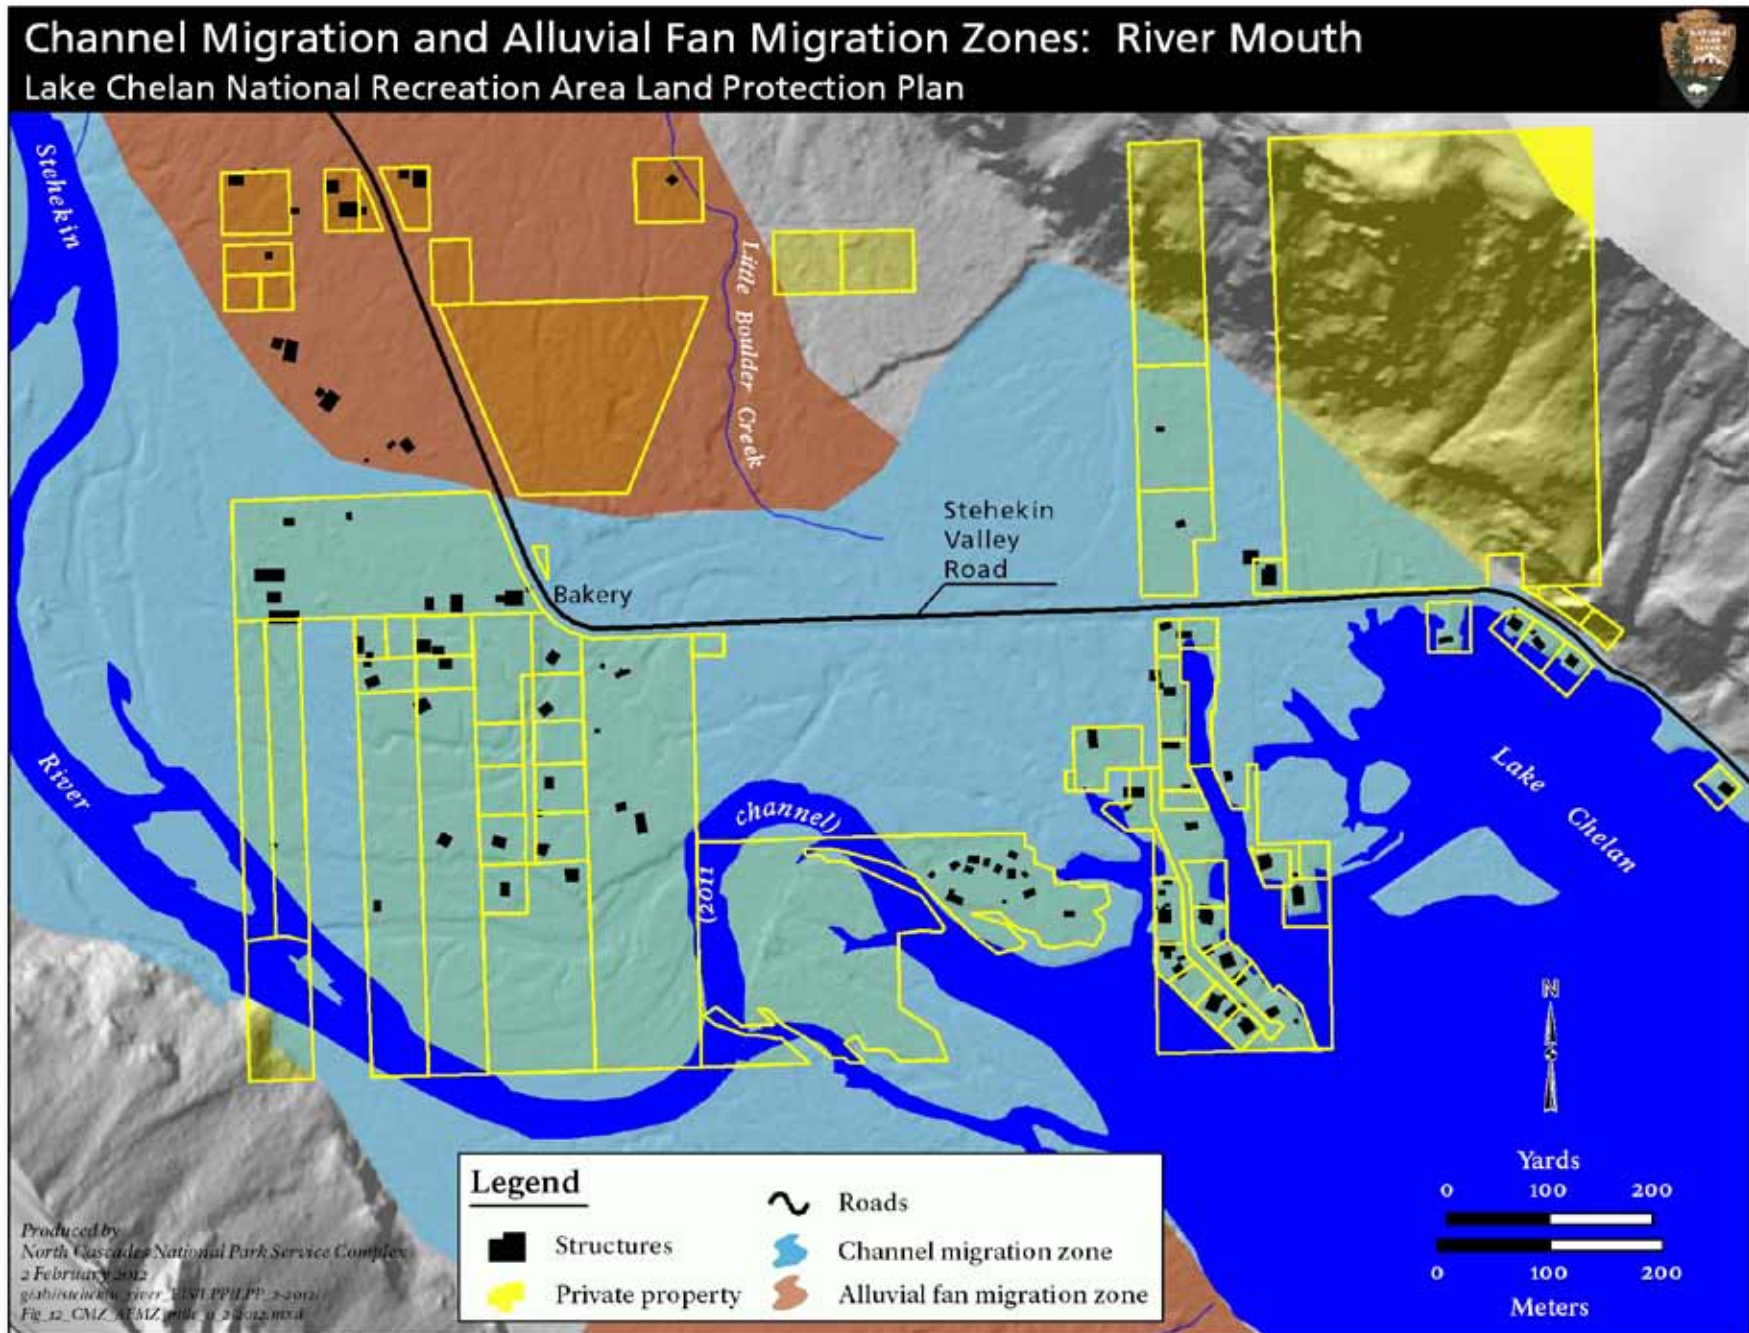 Channel Migration and Alluvial Fan Migration Zones: River Mouth
Lake Chelan National Recreation Area Land Protection Plan
Stehekin
Little Boulder Creek
Stehekin
Valley
Road
Bakery
River
channel)
(2011
Lake Chelan
N
Yards
0 100 200
0 100 200
Meters
Legend
Structures
Private property
Roads
Channel migration zone
Alluvial fan migration zone
Produced by
North Cascades National Park Service Complex
2 February 2012